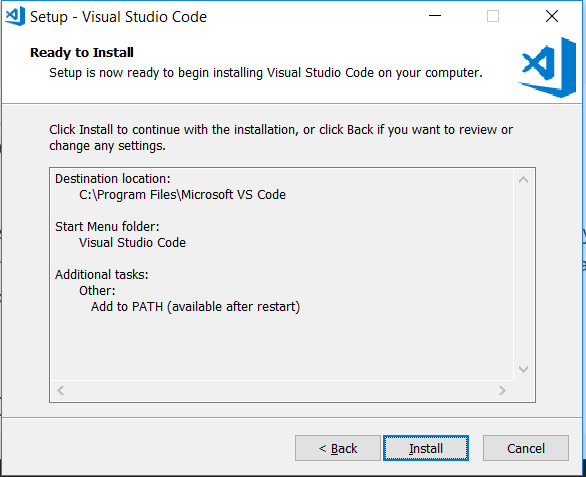 Setup - Visual Studio Code
Ready to Install
Setup is now ready to begin installing Visual Studio Code on your computer.
Click Install to continue with the installation, or click Back if you want to review or
change any settings.
Destination location:
C:\Program Files\Microsoft VS Code
Start Menu folder:
Visual Studio Code
Additional tasks:
Other:
Add to PATH (available after restart)
< Back
Install
Cancel